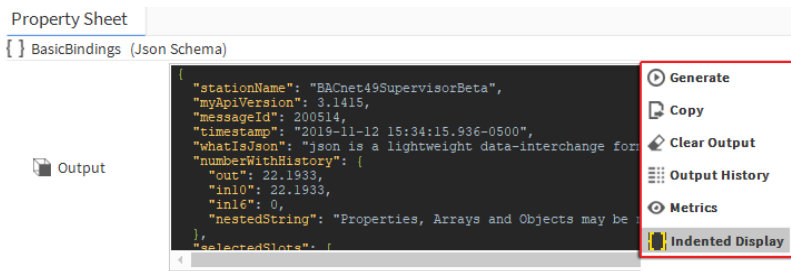 Property Sheet
{ } BasicBindings (Json Schema)
Output
{
"stationName": "BACnet49SupervisorBeta",
"myApiVersion": 3.1415,
"messageId": 200514,
"timestamp": "2019-11-12 15:34:15.936-0500",
"whatIsJson": "json is a lightweight data-interchange for
"numberWithHistory": {
"out": 22.1933,
"in10": 22.1933,
"in16": 0,
"nestedString": "Properties, Arrays and Objects may be
},
"selectedSlots": [
Generate
Copy
Clear Output
Output History
Metrics
Indented Display